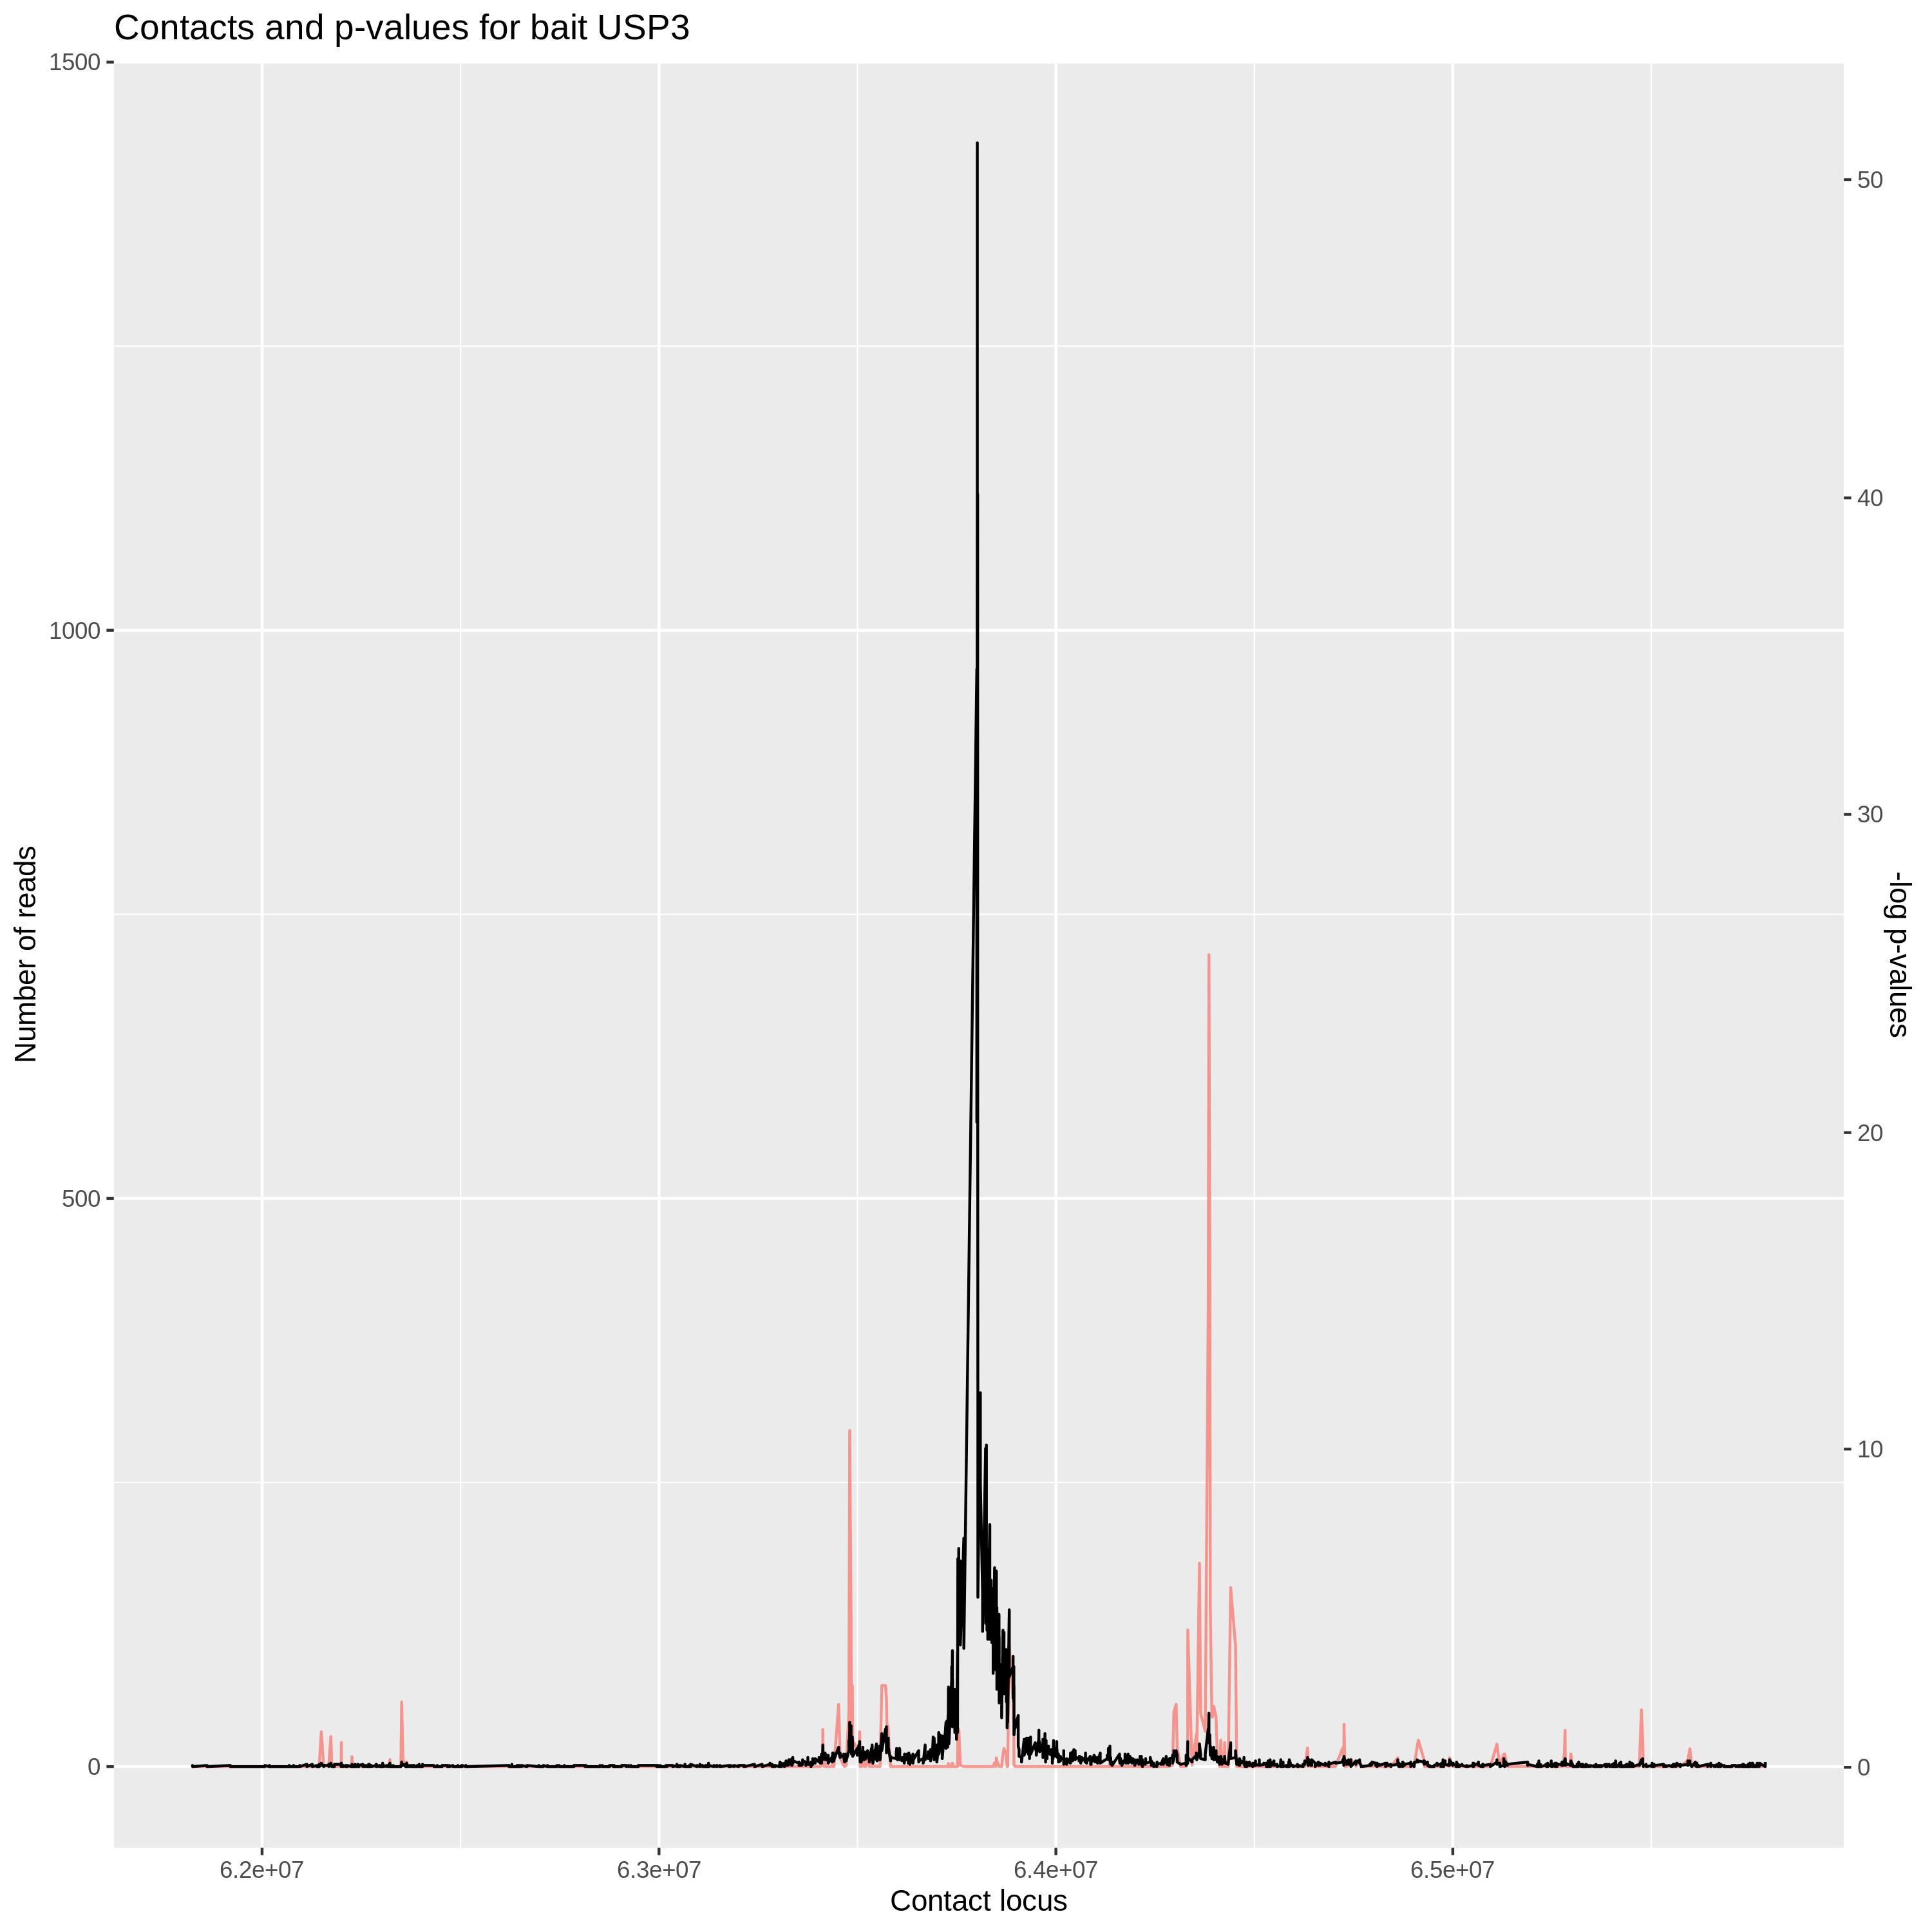 Contacts and p-values for bait USP3
1500
1000
500
0
Number of reads
50
40
30
20
10
0
-log p-values
6.2e+07
6.3e+07
6.4e+07
6.5e+07
Contact locus